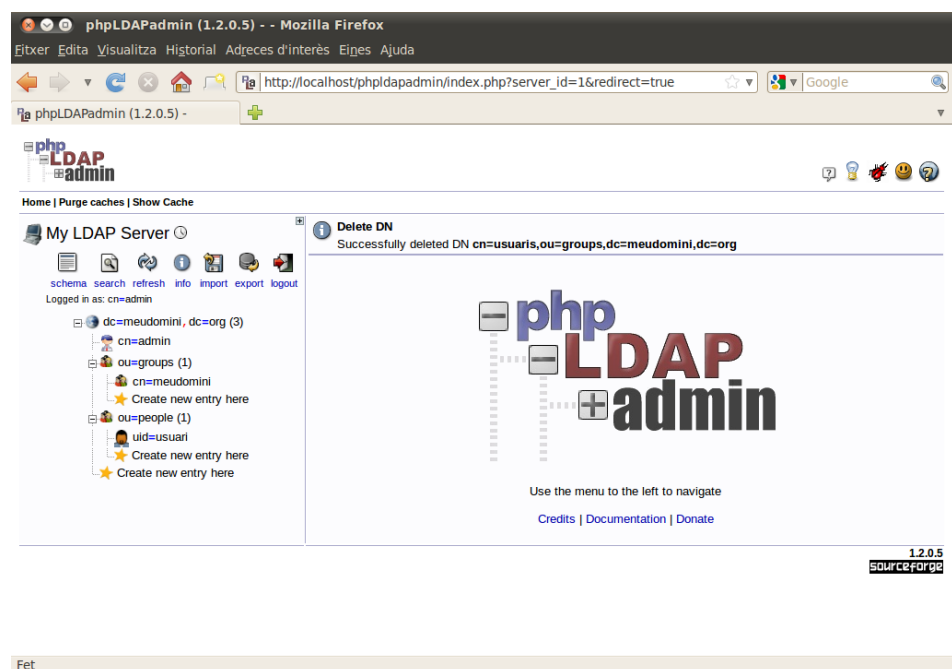 phpLDAPadmin (1.2.0.5) - - Mozilla Firefox
Fitxer Edita Visualitza Historial Adreces d'interès Eines Ajuda
http://localhost/phpldapadmin/index.php?server_id=1&redirect=true
Google
phpLDAPadmin (1.2.0.5) -
php
LDAP
admin
Home | Purge caches | Show Cache
My LDAP Server
schema search refresh info import export logout
Logged in as: cn=admin
dc=meudomini, dc=org (3)
cn=admin
ou=groups (1)
cn=meudomini
Create new entry here
ou=people (1)
uid=usuari
Create new entry here
Create new entry here
Delete DN
Successfully deleted DN cn=usuaris,ou=groups,dc=meudomini,dc=org
php
LDAP
admin
Use the menu to the left to navigate
Credits | Documentation | Donate
1.2.0.5
sourceforge
Fet